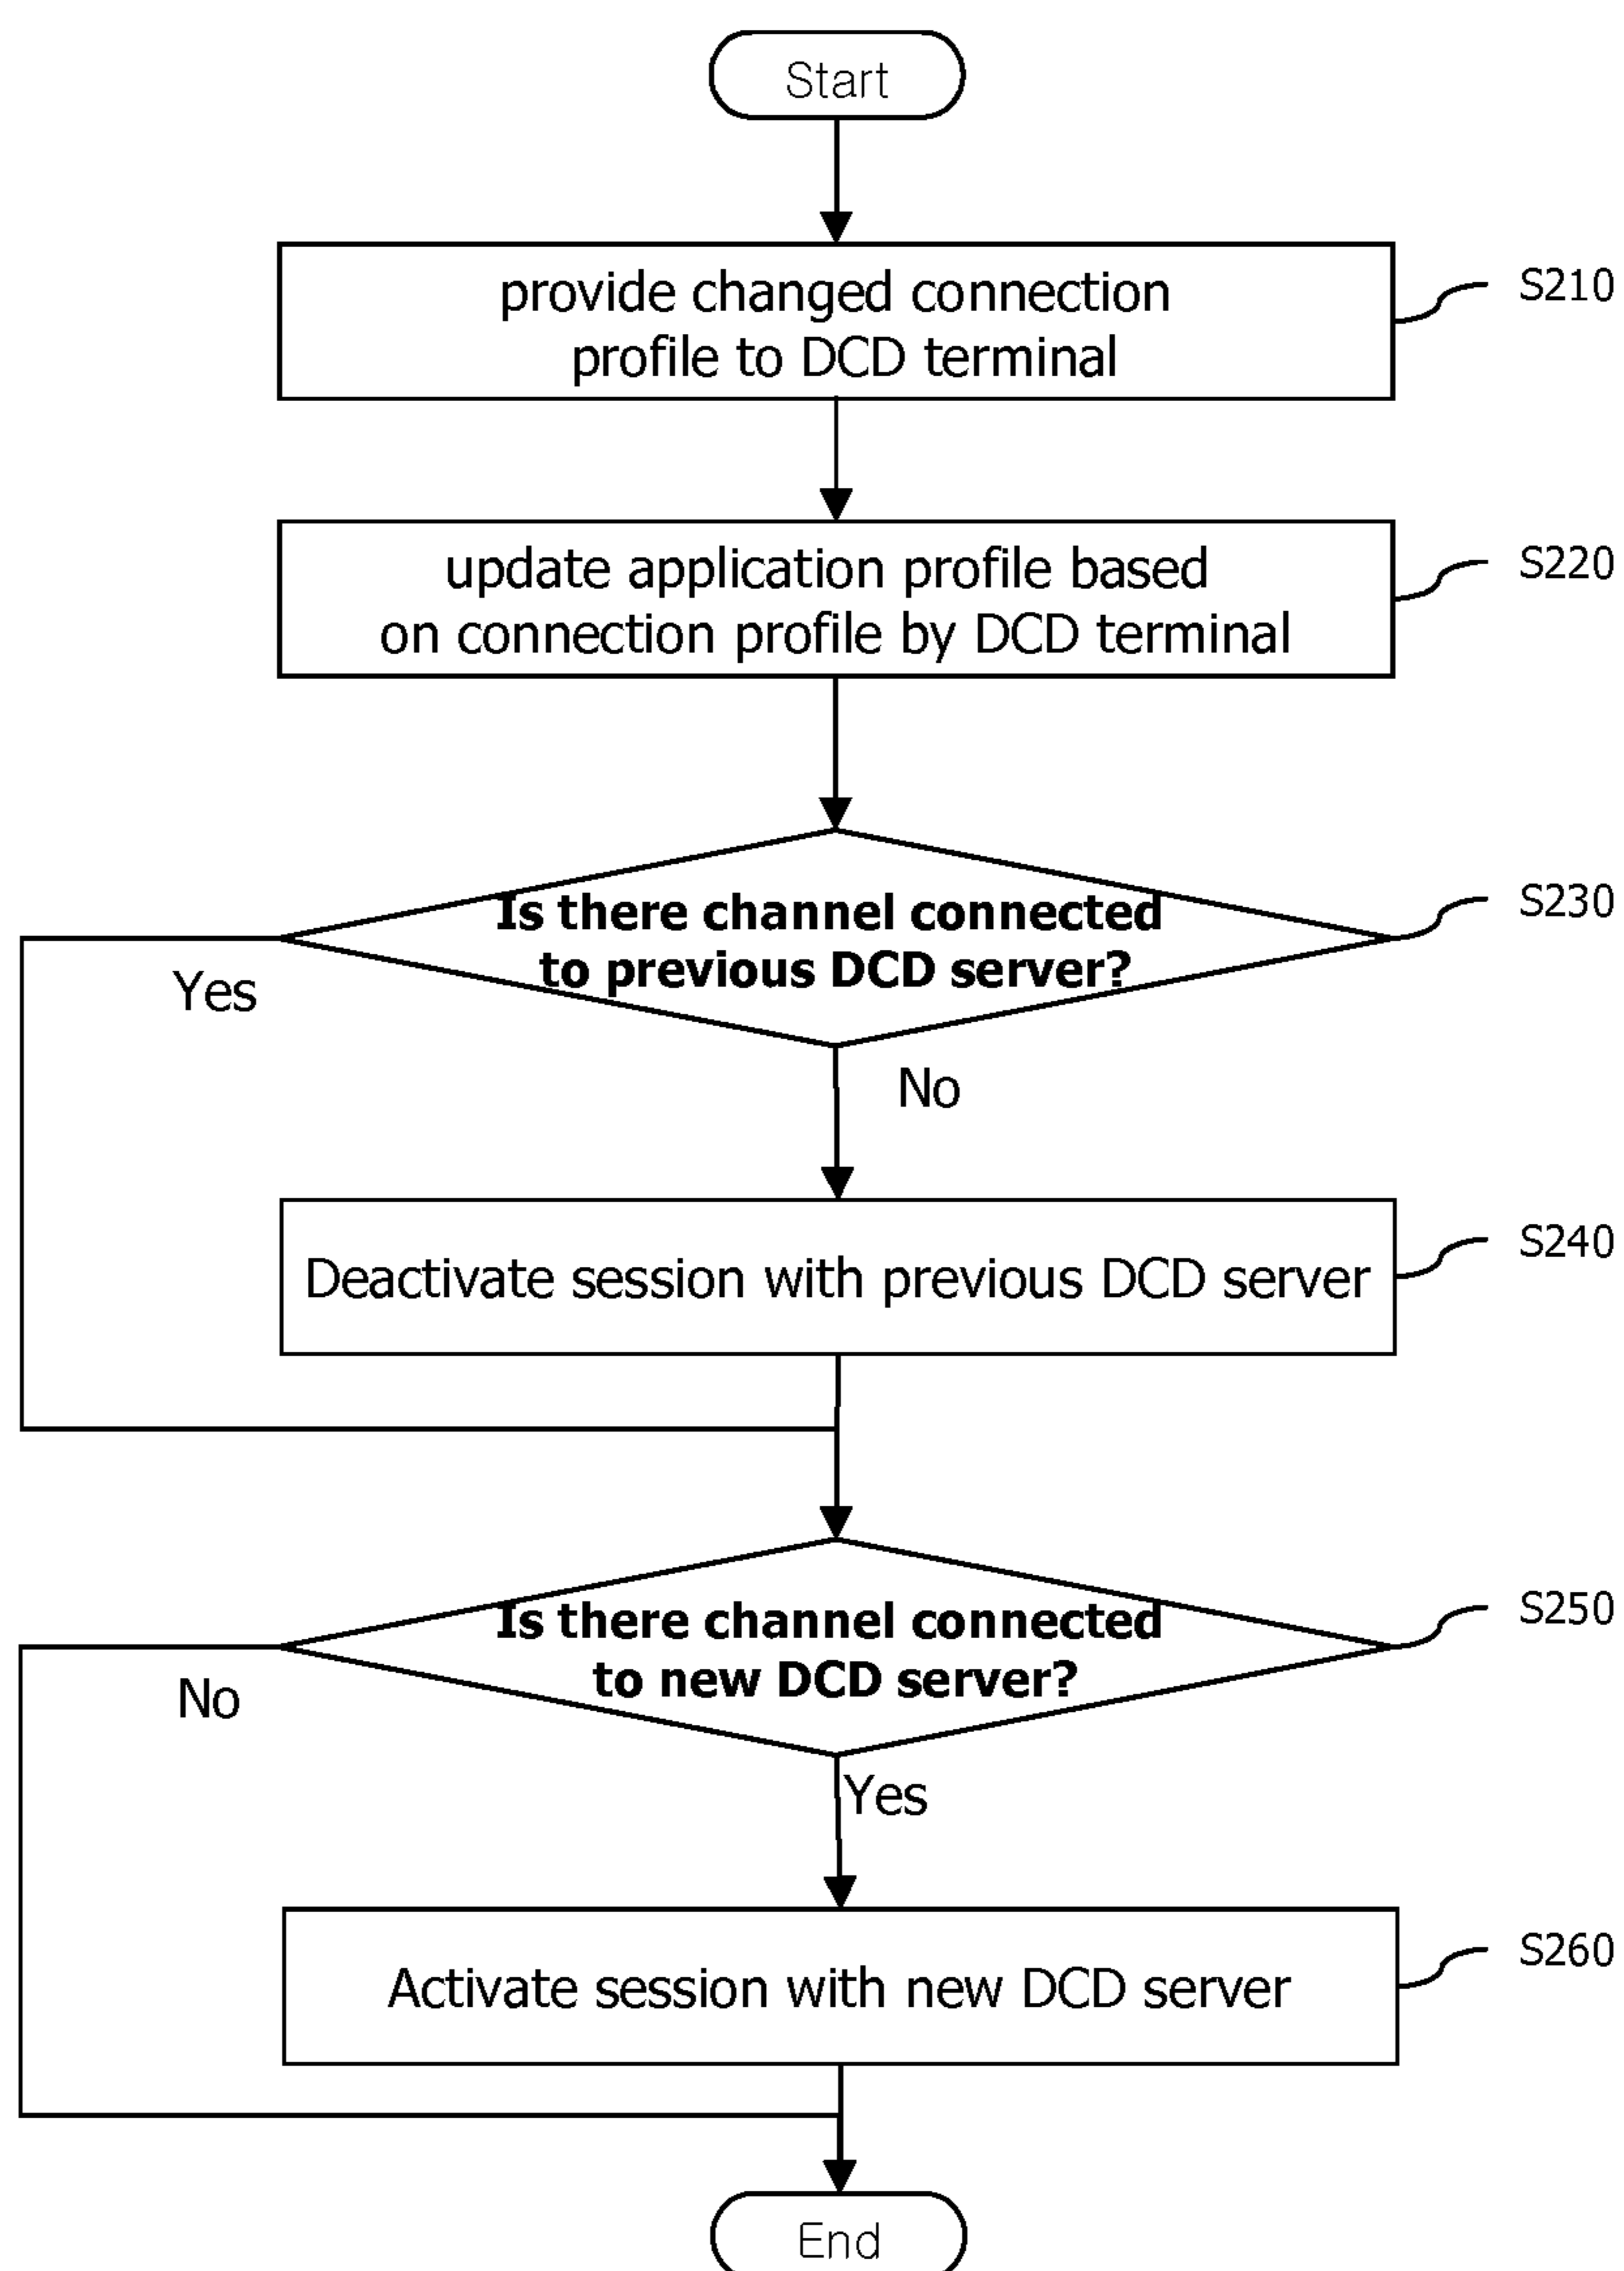 Start
provide changed connection
profile to DCD terminal
S210
update application profile based
on connection profile by DCD terminal
S220
Is there channel connected
to previous DCD server?
S230
Yes
No
Deactivate session with previous DCD server
S240
Is there channel connected
to new DCD server?
S250
No
Yes
Activate session with new DCD server
S260
End